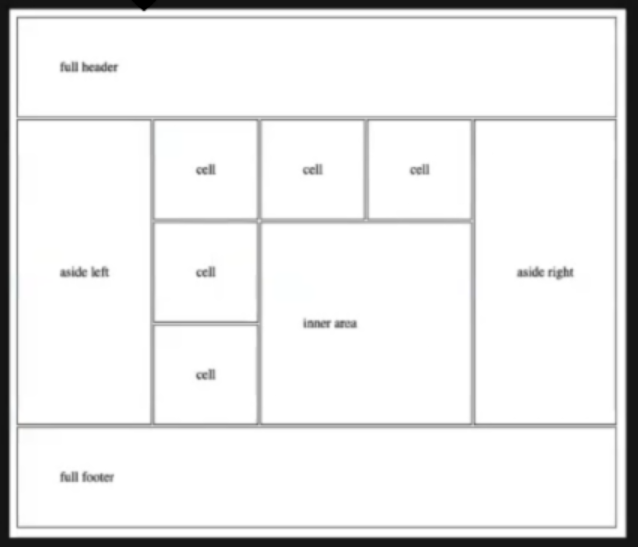 full header
cell
cell
cell
aside left
cell
aside right
inner area
cell
full footer